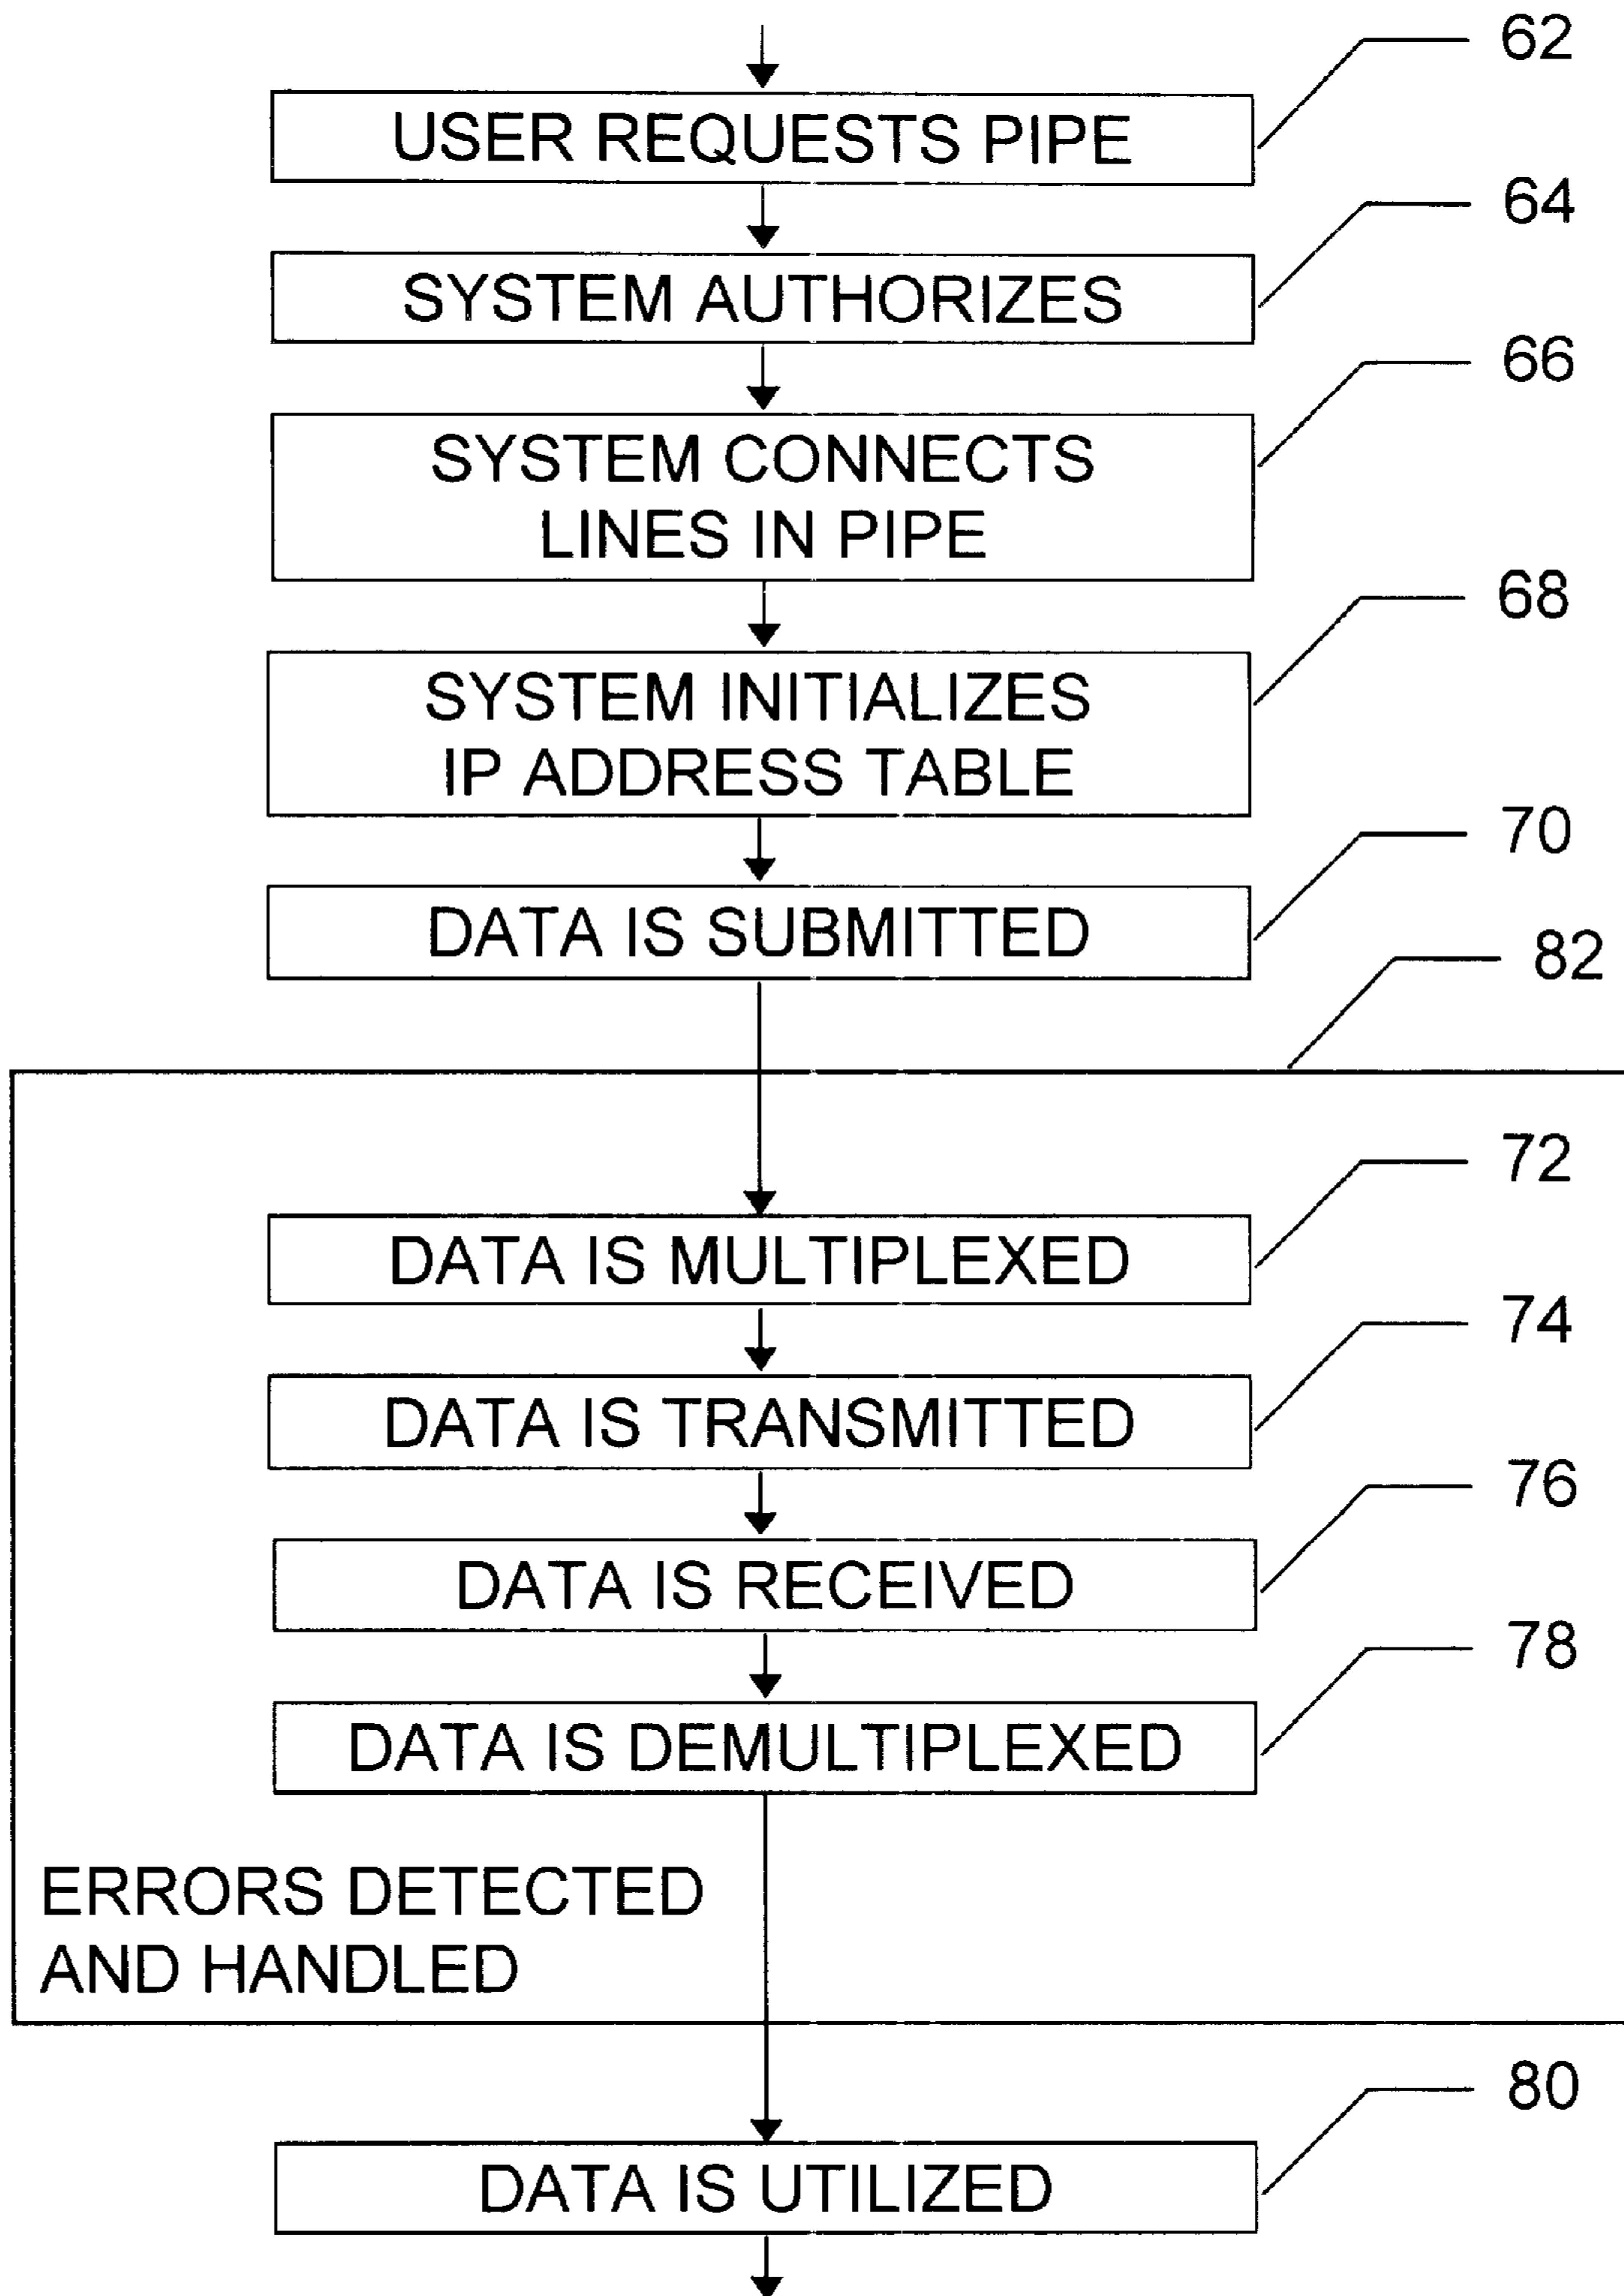 62
USER REQUESTS PIPE
64
SYSTEM AUTHORIZES
66
SYSTEM CONNECTS
LINES IN PIPE
68
SYSTEM INITIALIZES
IP ADDRESS TABLE
70
DATA IS SUBMITTED
82
72
DATA IS MULTIPLEXED
74
DATA IS TRANSMITTED
76
DATA IS RECEIVED
78
DATA IS DEMULTIPLEXED
ERRORS DETECTED
AND HANDLED
80
DATA IS UTILIZED